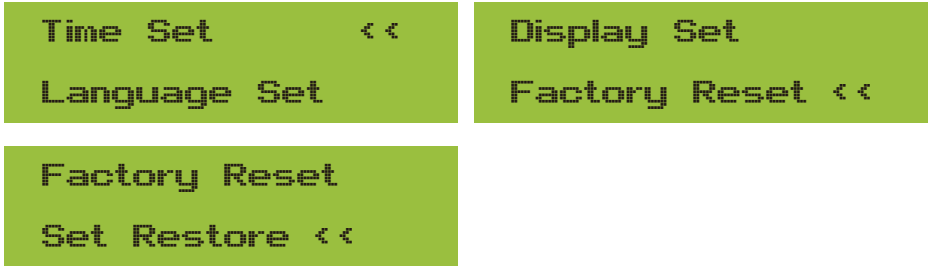 Time Set <<
Language Set
Display Set
Factory Reset <<
Factory Reset
Set Restore <<